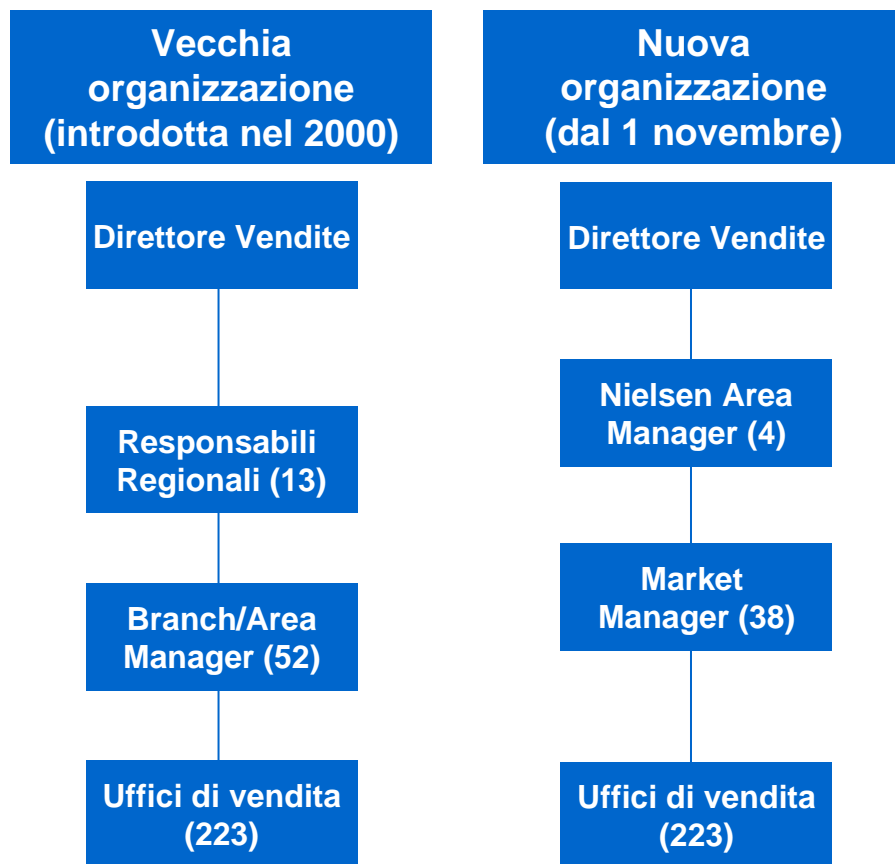 Vecchia
organizzazione
(introdotta nel 2000)
Direttore Vendite
Responsabili
Regionali (13)
Branch/Area
Manager (52)
Uffici di vendita
(223)
Nuova
organizzazione
(dal 1 novembre)
Direttore Vendite
Nielsen Area
Manager (4)
Market
Manager (38)
Uffici di vendita
(223)